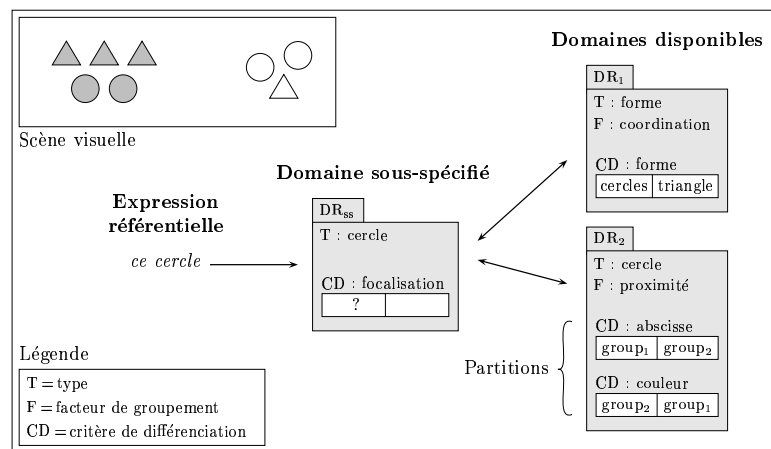 Scène visuelle
Expression
référentielle
ce cercle
Domaine sous-spécifié
DRss
T : cercle
CD : focalisation
?
Domaines disponibles
DR1
T : forme
F : coordination
CD : forme
cercles triangle
DR2
T : cercle
F : proximité
CD : abscisse
group1 group2
CD : couleur
group2 group1
Partitions
Légende
T = type
F = facteur de groupement
CD = critère de différenciation